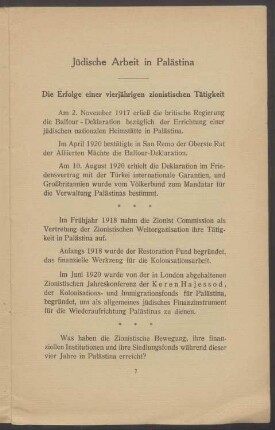 Jüdische Arbeit in Palästina
Die Erfolge einer vierjährigen zionistischen Tätigkeit
Am 2. November 1917 erließ die britische Regierung
die Balfour-Deklaration bezüglich der Errichtung einer
jüdischen nationalen Heimstätte in Palästina.
Im April 1920 bestätigte in San Remo der Oberste Rat
der Alliierten Mächte die Balfour-Deklaration.
Am 10. August 1920 erhielt die Deklaration im Frie-
densvertrag mit der Türkei internationale Garantien, und
Großbritannien wurde vom Völkerbund zum Mandatar für
die Verwaltung Palästinas bestimmt.
* * *
Im Frühjahr 1918 nahm die Zionist Commission als
Vertretung der Zionistischen Weltorganisation ihre Tätig-
keit in Palästina auf.
Anfangs 1918 wurde der Restoration Fund begründet,
das finanzielle Werkzeug für die Kolonisationsarbeit.
Im Juni 1920 wurde von der in London abgehaltenen
Zionistischen Jahreskonferenz der Keren Hajessod,
der Kolonisations- und Immigrationsfonds für Palästina,
begründet, um als allgemeines jüdisches Finanzinstrument
für die Wiederaufrichtung Palästinas zu dienen.
* * *
Was haben die Zionistische Bewegung, ihre finan-
ziellen Institutionen und ihre Siedlungsfonds während dieser
vier Jahre in Palästina erreicht?